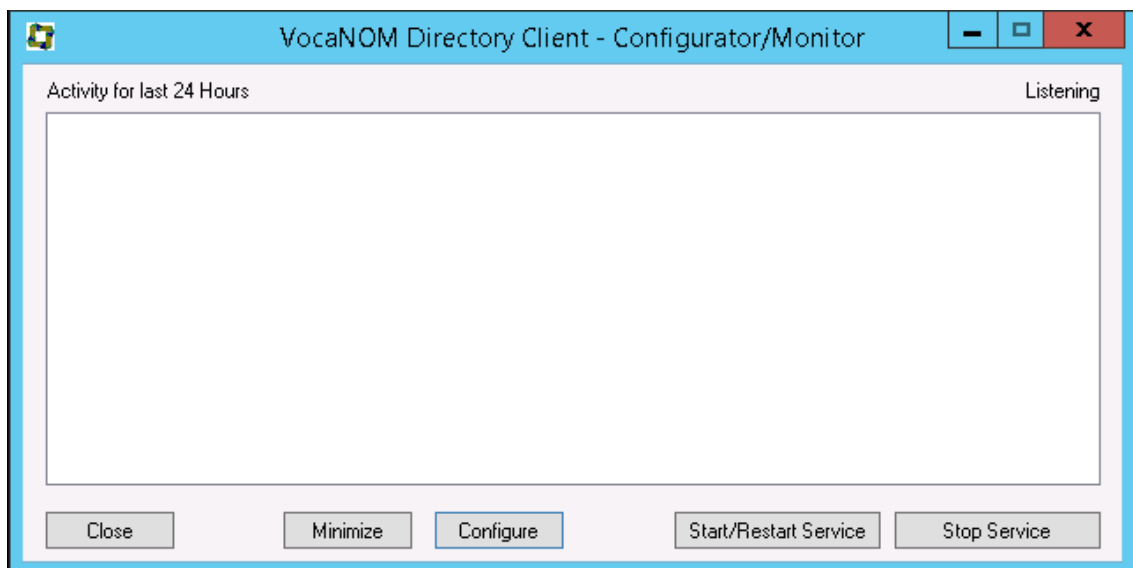 VocaNOM Directory Client - Configurator/Monitor
Activity for last 24 Hours Listening
Close Minimize Configure Start/Restart Service Stop Service